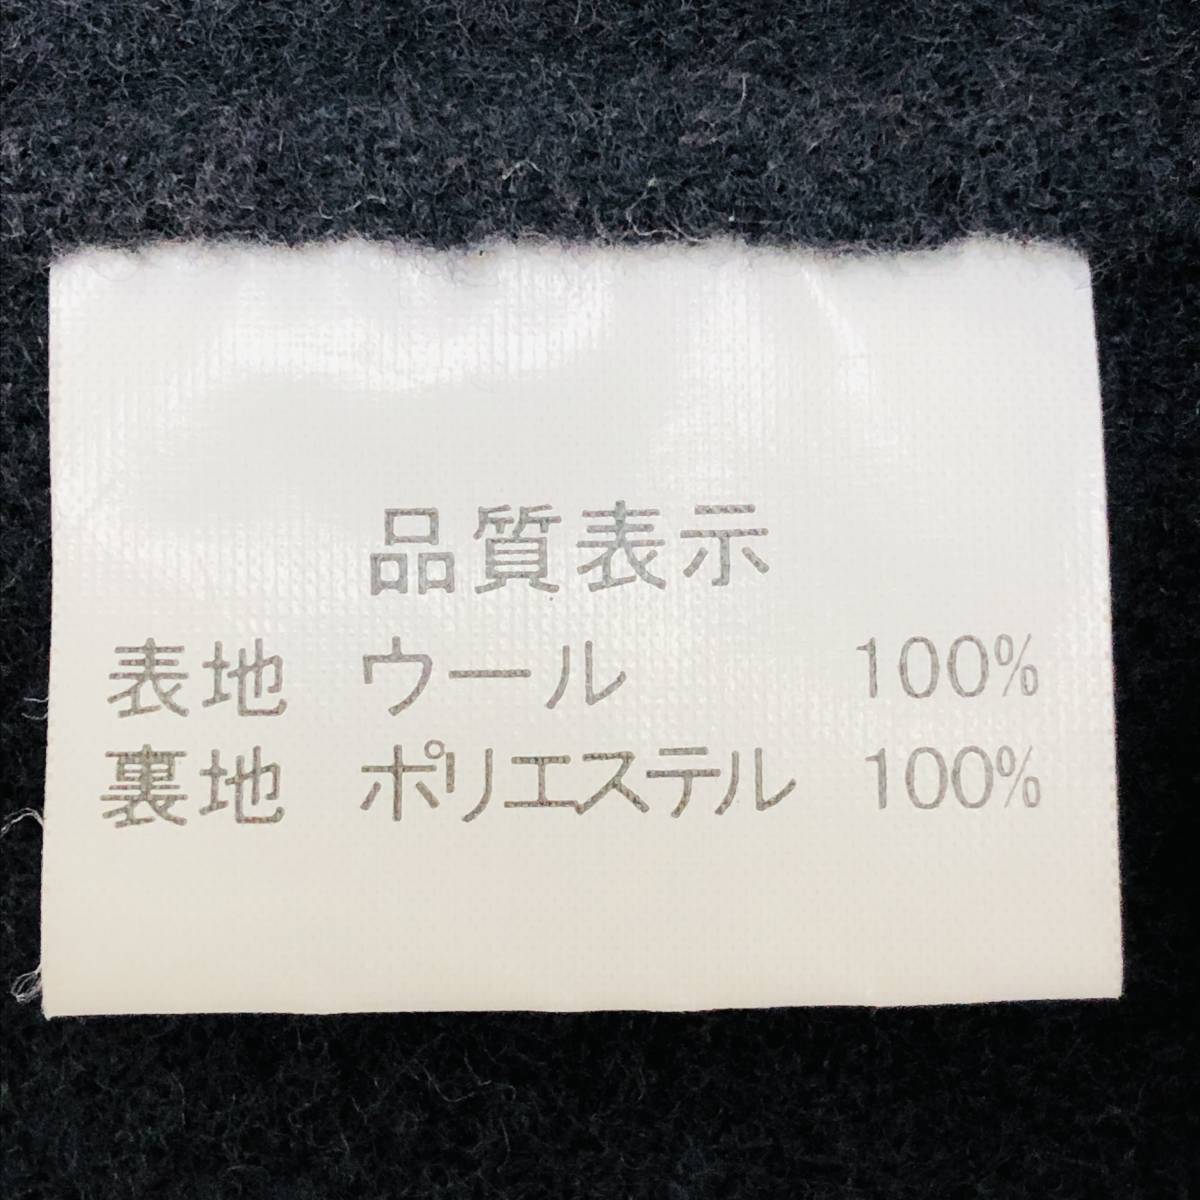 品質表示
表地 ウール 100%
裏地 ポリエステル 100%